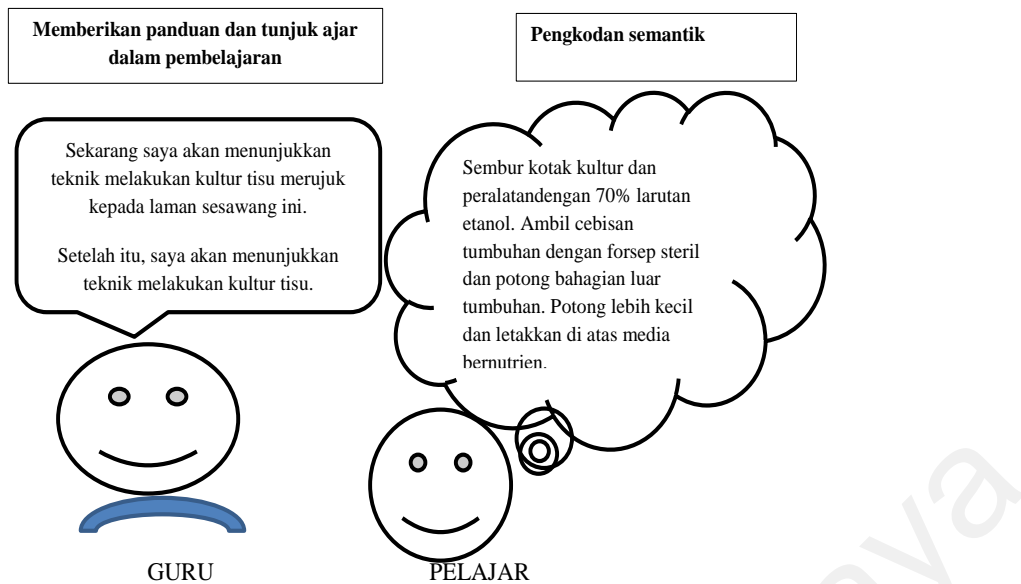 Memberikan panduan dan tunjuk ajar
dalam pembelajaran
Pengkodan semantik
Sekarang saya akan menunjukkan
teknik melakukan kultur tisu merujuk
kepada laman sesawang ini.
Setelah itu, saya akan menunjukkan
teknik melakukan kultur tisu.
Sembur kotak kultur dan
peralatandengan 70% larutan
etanol. Ambil cebisan
tumbuhan dengan forsep steril
dan potong bahagian luar
tumbuhan. Potong lebih kecil
dan letakkan di atas media
bernutrien.
GURU
PELAJAR